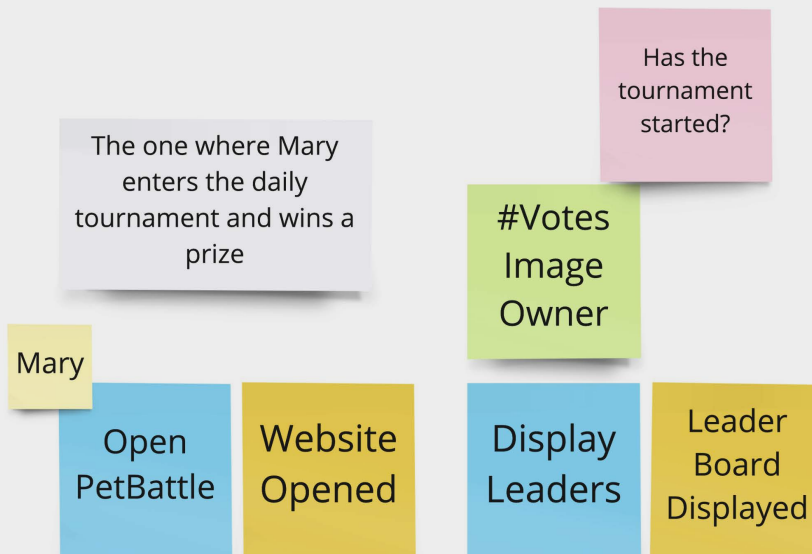 Has the
tournament
started?
The one where Mary
enters the daily
tournament and wins a
prize
#Votes
Image
Owner
Mary
Open
PetBattle
Website
Opened
Display
Leaders
Leader
Board
Displayed